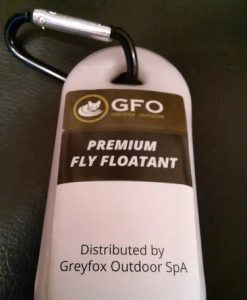 GFO
PREMIUM
FLY FLOATANT
Distributed by
Greyfox Outdoor SpA